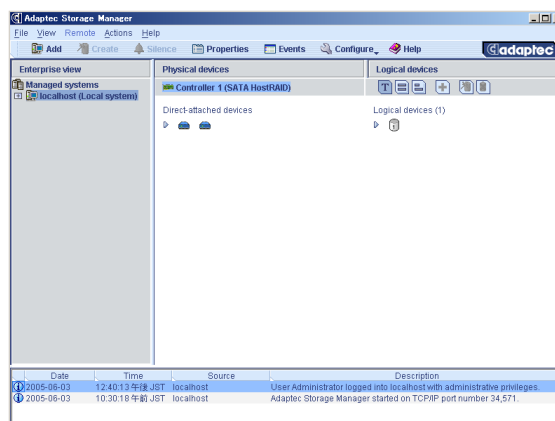 Adaptec Storage Manager
File View Remote Actions Help
Add Create Silence Properties Events Configure Help adaptec
Enterprise view Physical devices Logical devices
Managed systems
localhost (Local system)
Controller 1 (SATA HostRAID)
Direct-attached devices
Logical devices (1)
Date Time Source Description
2005-06-03 12:40:13 午後 JST localhost User Administrator logged into localhost with administrative privileges.
2005-06-03 10:30:18 午前 JST localhost Adaptec Storage Manager started on TCP/IP port number 34,571.